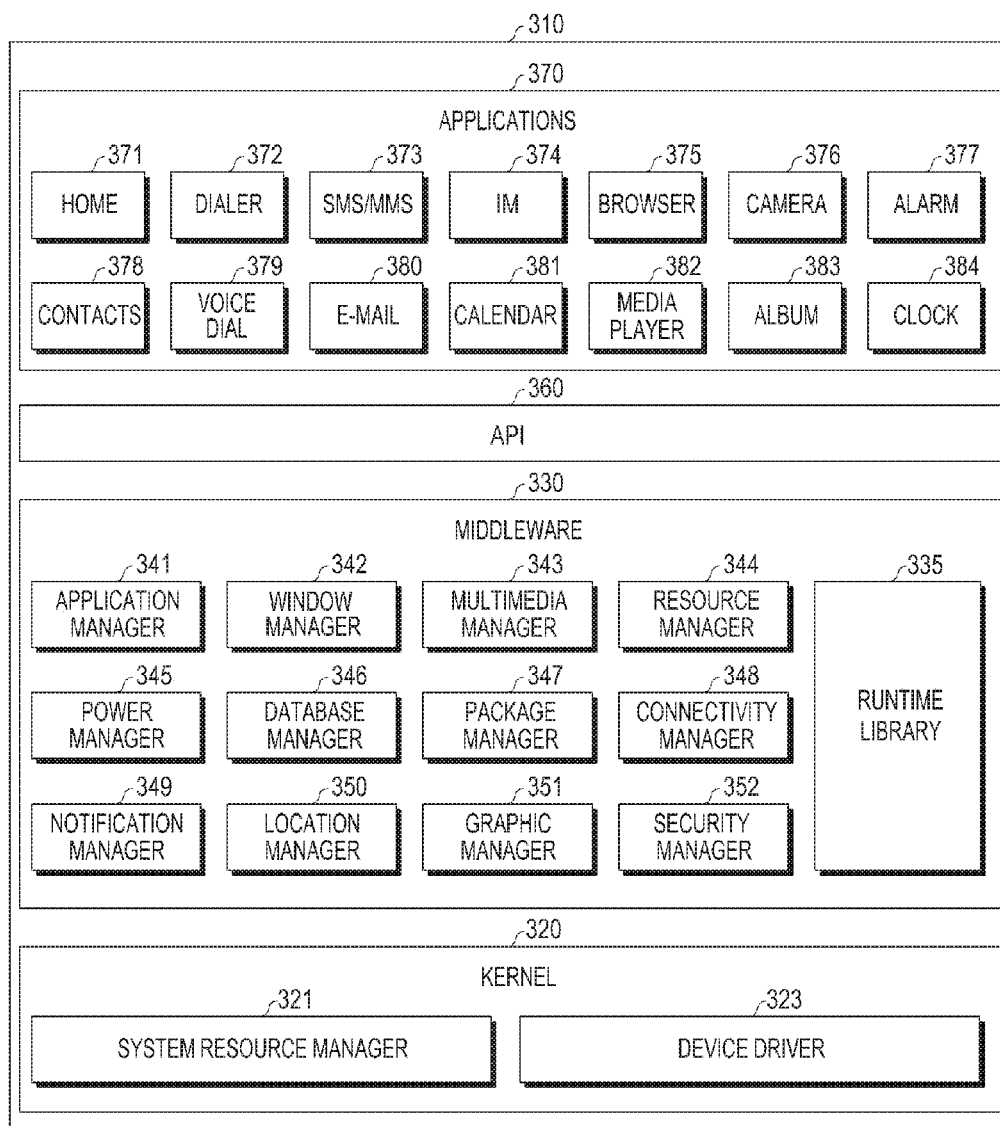 310
370
APPLICATIONS
371 372 373 374 375 376 377
HOME DIALER SMS/MMS IM BROWSER CAMERA ALARM
378 379 380 381 382 383 384
CONTACTS VOICE DIAL E-MAIL CALENDAR MEDIA PLAYER ALBUM CLOCK
360
API
330
MIDDLEWARE
341 342 343 344 335
APPLICATION MANAGER WINDOW MANAGER MULTIMEDIA MANAGER RESOURCE MANAGER
345 346 347 348
POWER MANAGER DATABASE MANAGER PACKAGE MANAGER CONNECTIVITY MANAGER RUNTIME LIBRARY
349 350 351 352
NOTIFICATION MANAGER LOCATION MANAGER GRAPHIC MANAGER SECURITY MANAGER
320
KERNEL
321 323
SYSTEM RESOURCE MANAGER DEVICE DRIVER